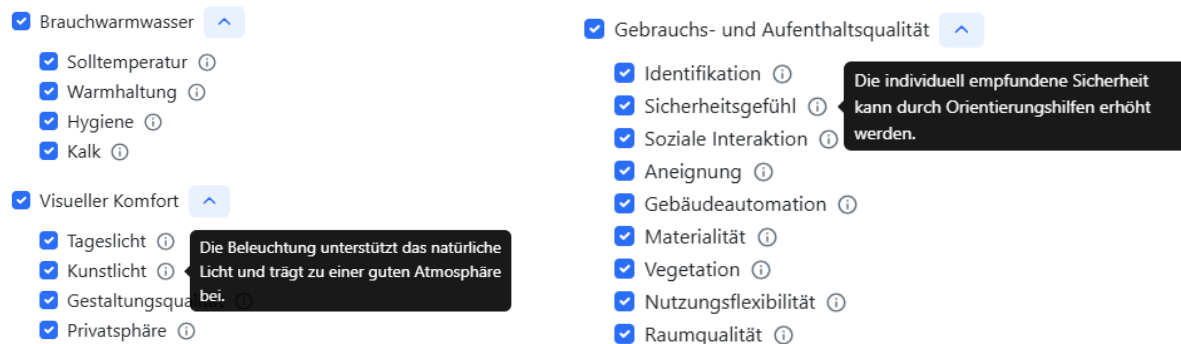 Brauchwarmwasser
Solltemperatur
Warmhaltung
Hygiene
Kalk
Visueller Komfort
Tageslicht
Kunstlicht
Die Beleuchtung unterstützt das natürliche
Licht und trägt zu einer guten Atmosphäre
bei.
Privatsphäre
Gebrauchs- und Aufenthaltsqualität
Identifikation
Sicherheitsgefühl
Die individuell empfundene Sicherheit
kann durch Orientierungshilfen erhöht
werden.
Soziale Interaktion
Aneignung
Gebäudeautomation
Materialität
Vegetation
Nutzungsflexibilität
Raumqualität